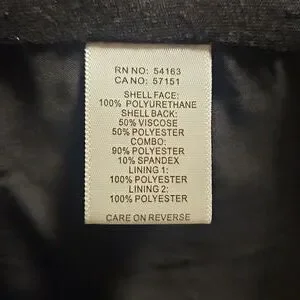 RN NO: 54163
CA NO: 57151
SHELL FACE:
100% POLYURETHANE
SHELL BACK:
50% VISCOSE
50% POLYESTER
COMBO:
90% POLYESTER
10% SPANDEX
LINING 1:
100% POLYESTER
LINING 2:
100% POLYESTER
CARE ON REVERSE